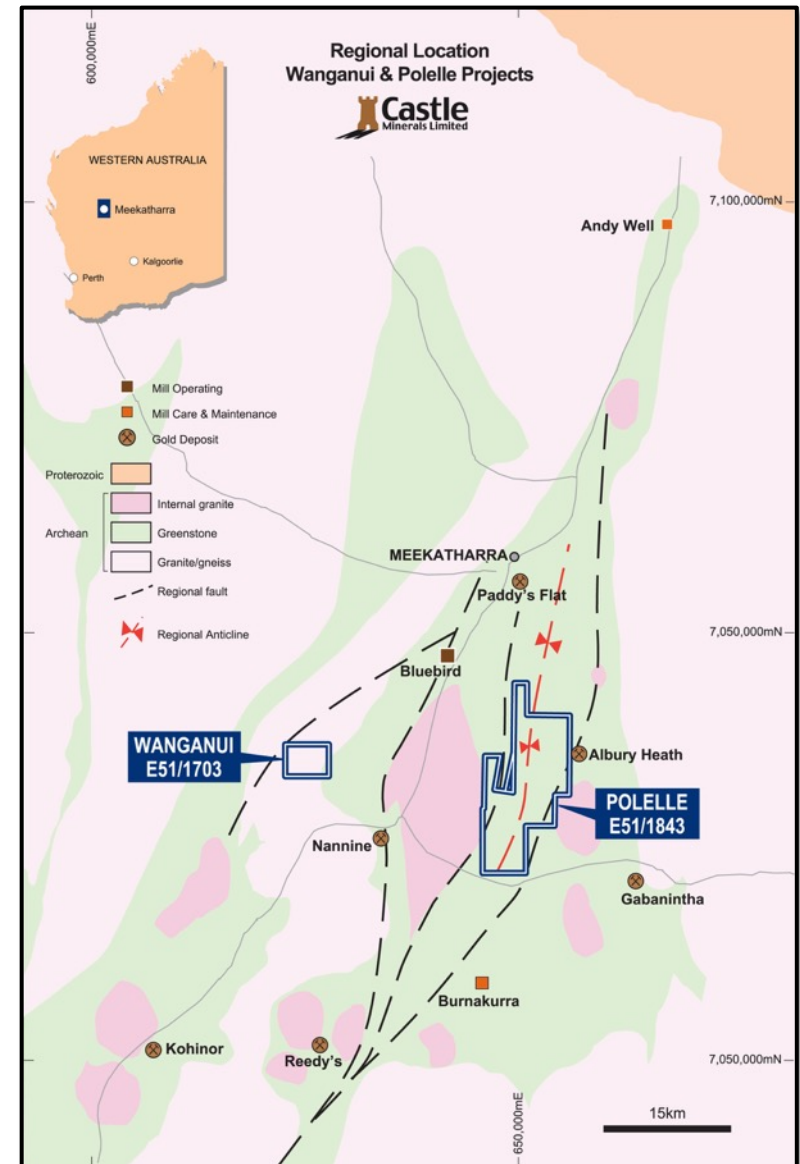 600,000mE
Regional Location
Wanganui & Polelle Projects
Castle
Minerals Limited
WESTERN AUSTRALIA
Meekatharra
Kalgoorlie
Perth
7,100,000mN
Andy Well
Mill Operating
Mill Care & Maintenance
Gold Deposit
Proterozoic
Internal granite
Archean
Greenstone
Granite/gneiss
Regional fault
Regional Anticline
MEEKATHARRA
Paddy's Flat
7,050,000mN
Bluebird
WANGANUI
E51/1703
Albury Heath
POLELLE
E51/1843
Nannine
Gabanintha
Burnakurra
Kohinor
Reedy's
7,050,000mN
650,000mE
15km